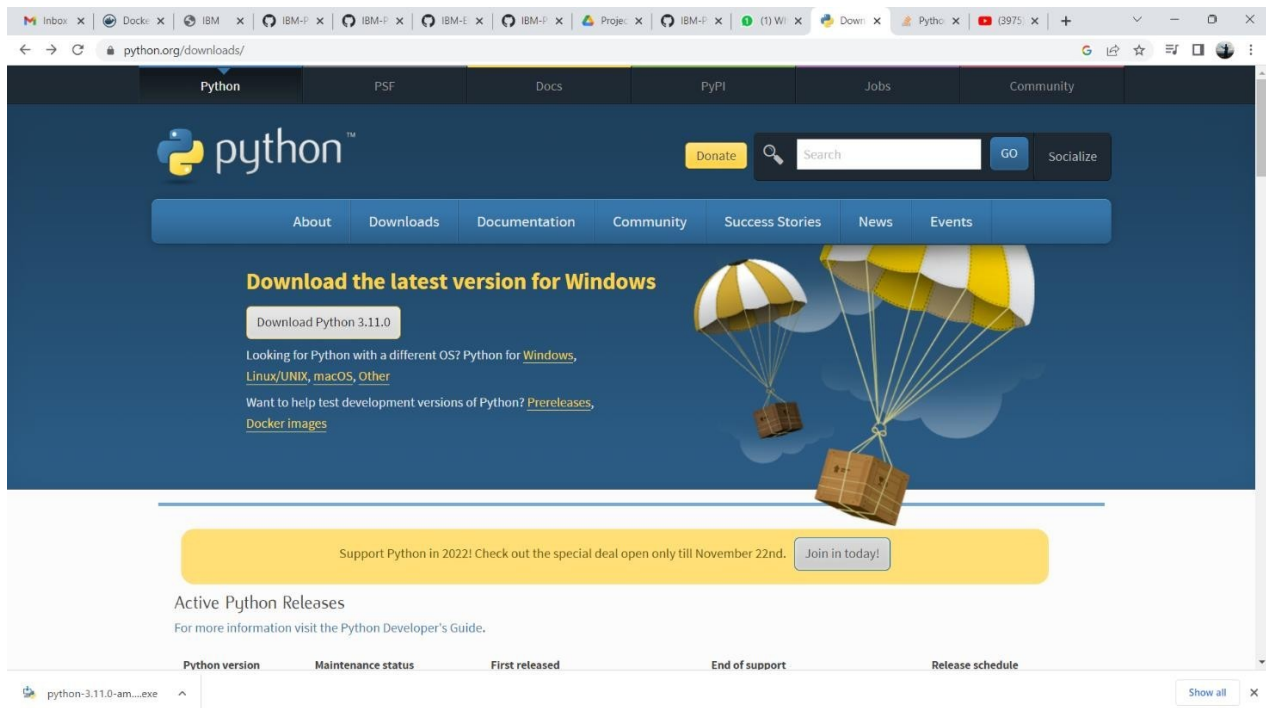 Inbox
Docke
IBM
IBM-P
IBM-P
IBM-E
IBM-P
Projec
IBM-P
(1) Wh
Down
Pytho
(3975)
python.org/downloads/
Python
PSF
Docs
PyPI
Jobs
Community
python™
Donate
Search
GO
Socialize
About
Downloads
Documentation
Community
Success Stories
News
Events
Download the latest version for Windows
Download Python 3.11.0
Looking for Python with a different OS? Python for Windows,
Linux/UNIX, macOS, Other
Want to help test development versions of Python? Prereleases,
Docker images
Support Python in 2022! Check out the special deal open only till November 22nd. Join in today!
Active Python Releases
For more information visit the Python Developer's Guide.
Python version Maintenance status First released End of support Release schedule
python-3.11.0-am....exe
Show all